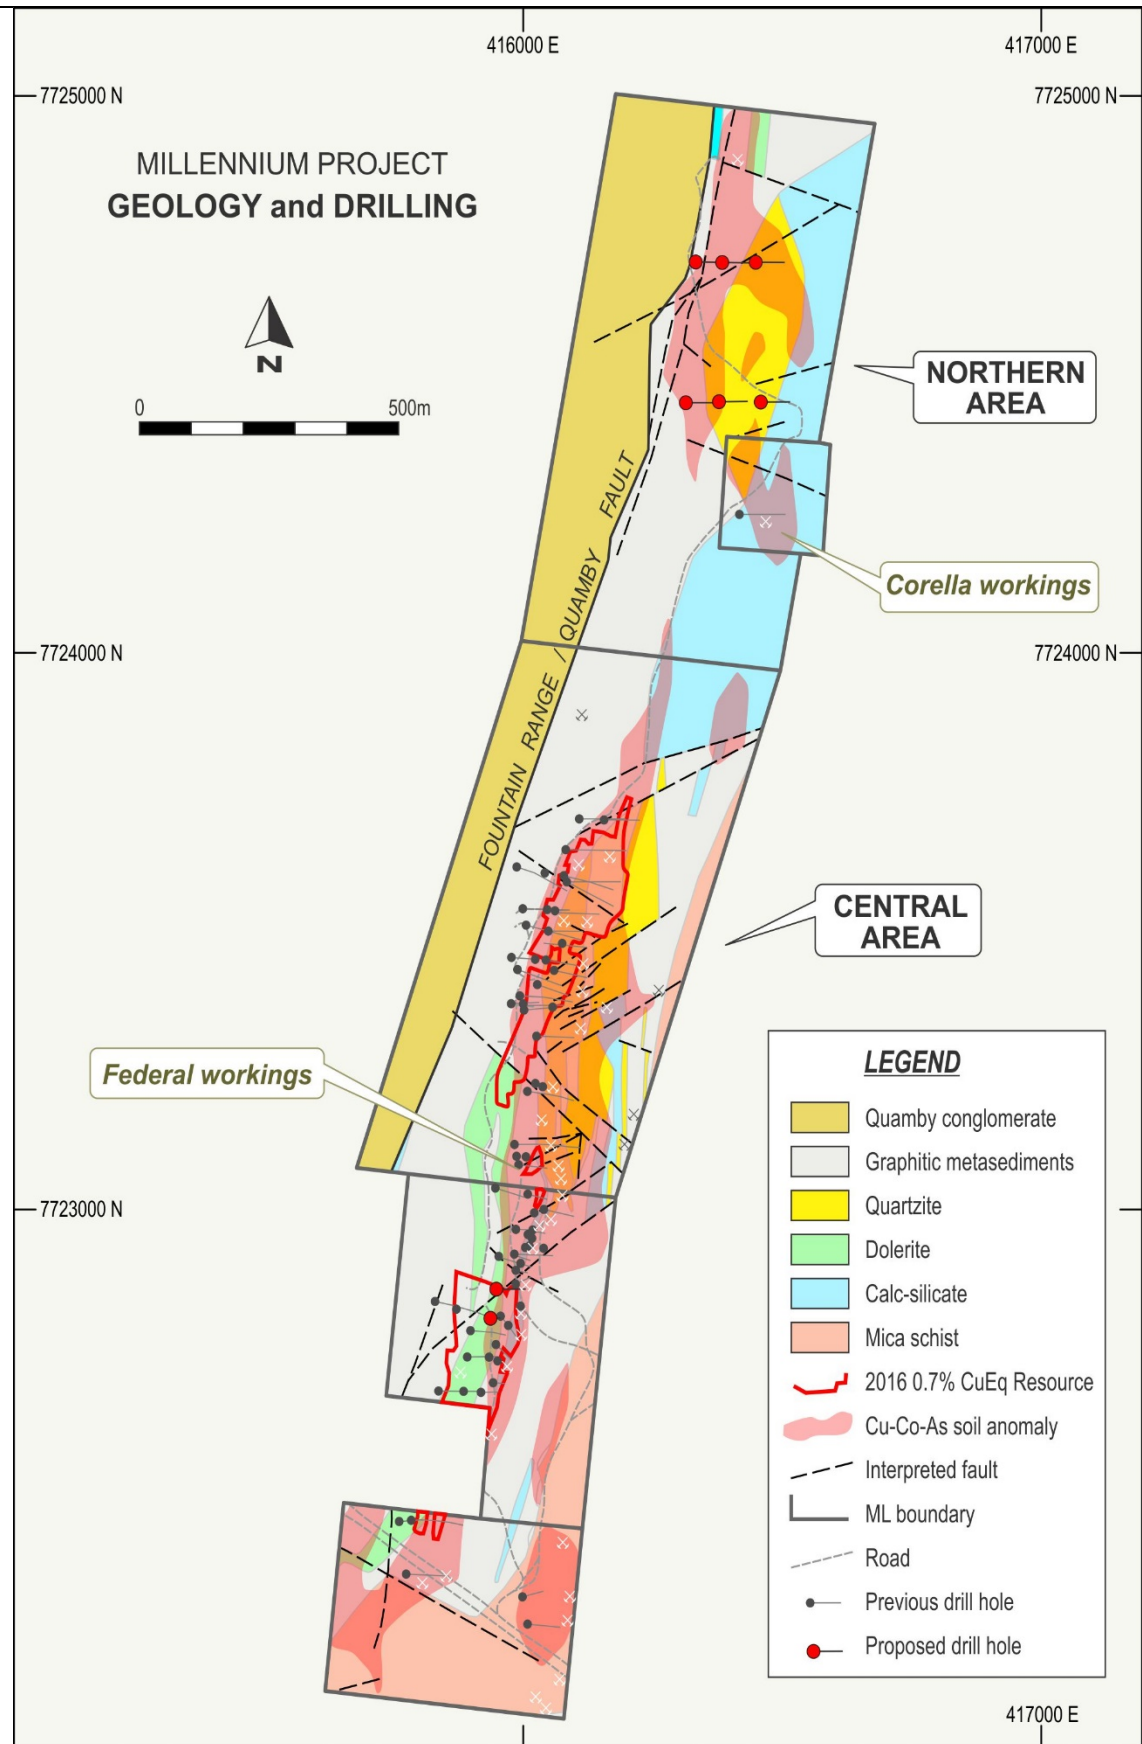 416000 E
417000 E
7725000 N
7725000 N
MILLENNIUM PROJECT
GEOLOGY and DRILLING
N
0
500m
NORTHERN
AREA
FOUNTAIN RANGE / QUAMBY FAULT
Corella workings
7724000 N
7724000 N
CENTRAL
AREA
Federal workings
LEGEND
Quamby conglomerate
Graphitic metasediments
Quartzite
Dolerite
Calc-silicate
Mica schist
2016 0.7% CuEq Resource
Cu-Co-As soil anomaly
Interpreted fault
ML boundary
Road
Previous drill hole
Proposed drill hole
7723000 N
417000 E